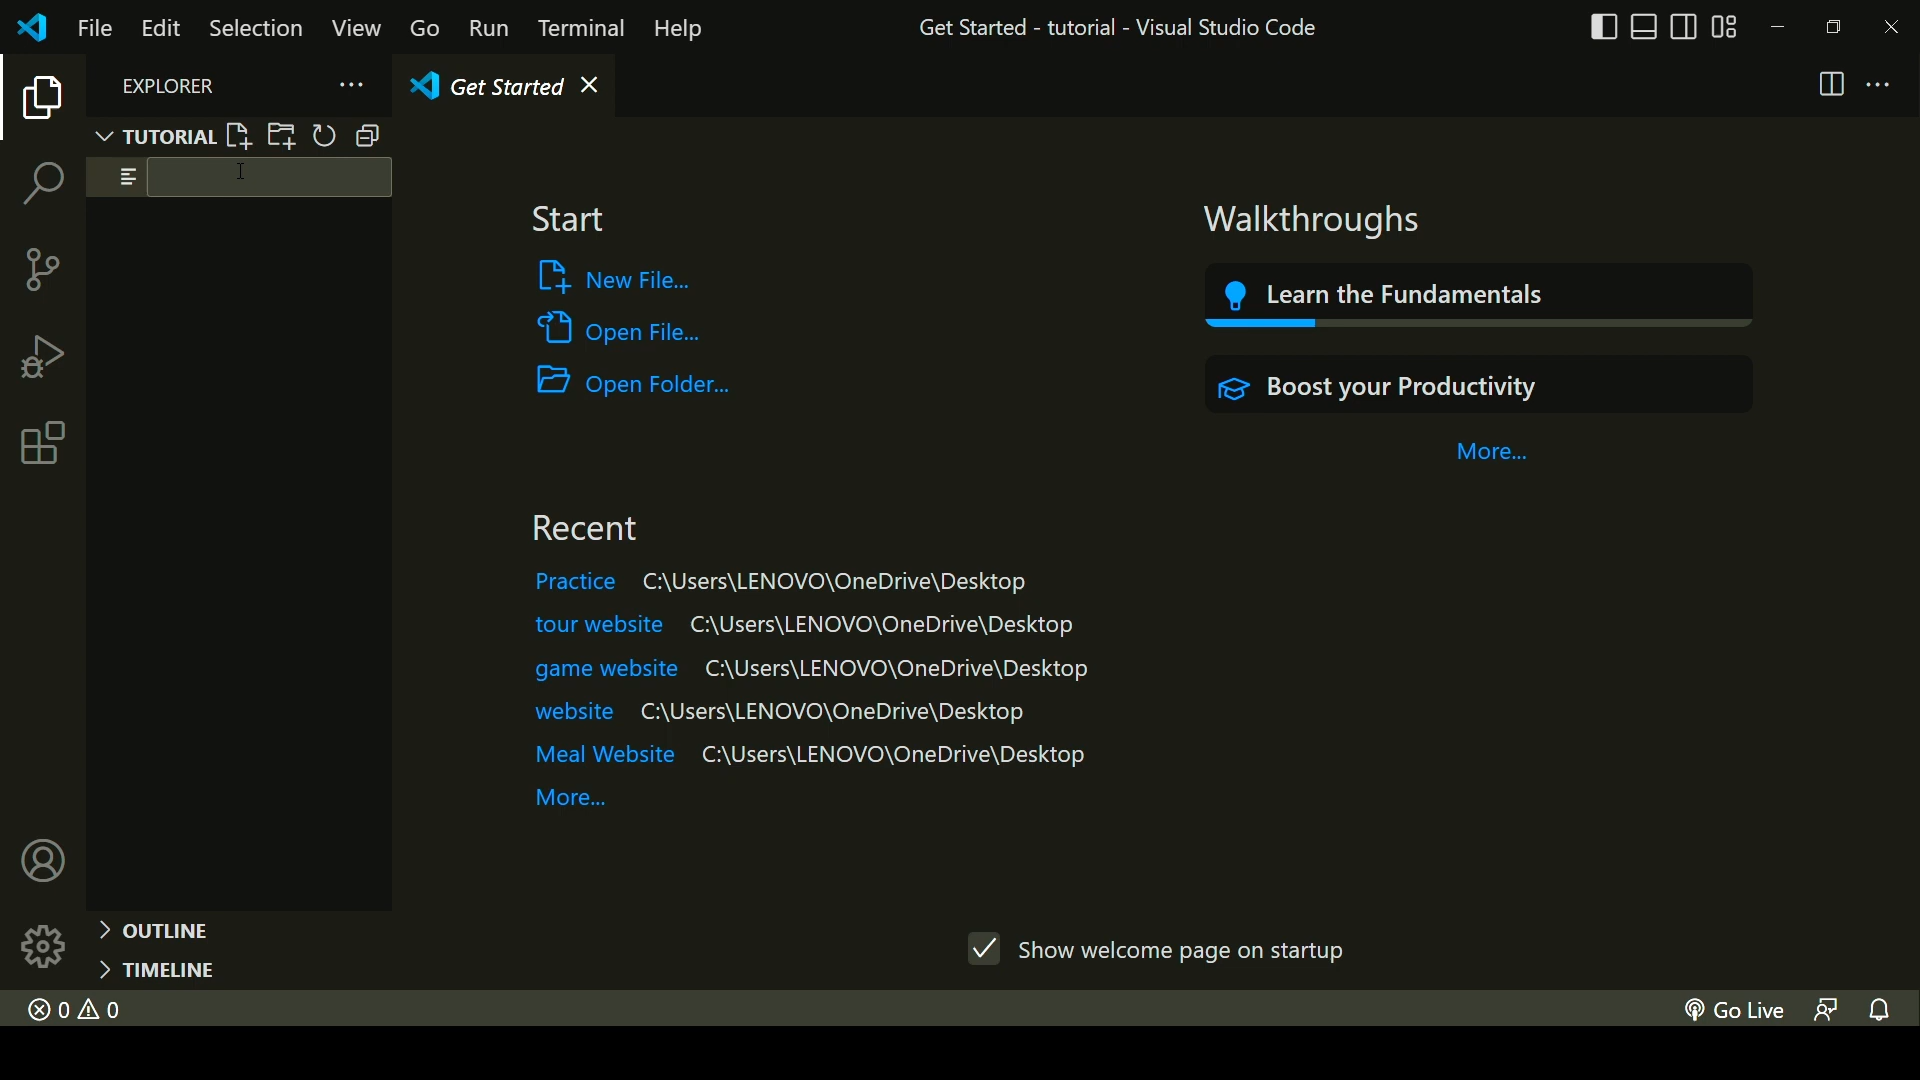 File Edit Selection View Go Run Terminal Help
Get Started - tutorial - Visual Studio Code
EXPLORER
Get Started
TUTORIAL
Start
New File...
Open File...
Open Folder...
Walkthroughs
Learn the Fundamentals
Boost your Productivity
More...
Recent
Practice C:\Users\LENOVO\OneDrive\Desktop
tour website C:\Users\LENOVO\OneDrive\Desktop
game website C:\Users\LENOVO\OneDrive\Desktop
website C:\Users\LENOVO\OneDrive\Desktop
Meal Website C:\Users\LENOVO\OneDrive\Desktop
More...
OUTLINE
TIMELINE
Show welcome page on startup
0 0
Go Live